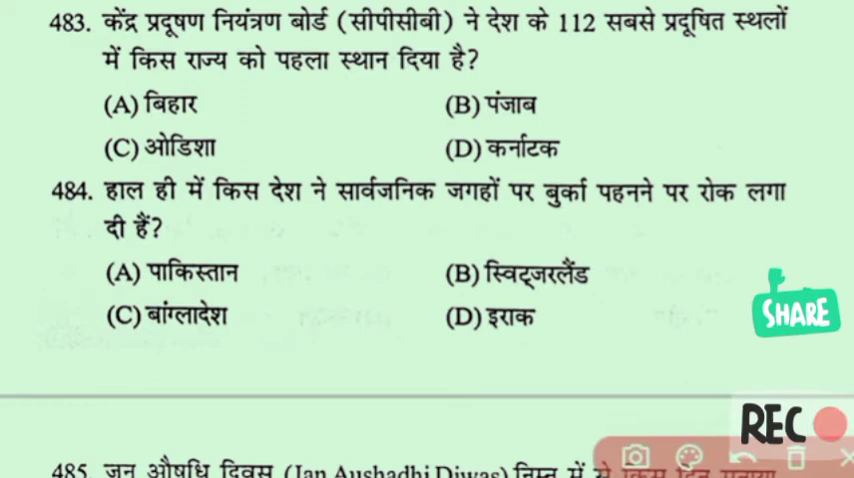 483. केंद्र प्रदूषण नियंत्रण बोर्ड (सीपीसीबी) ने देश के 112 सबसे प्रदूषित स्थलों
में किस राज्य को पहला स्थान दिया है?
(A) बिहार (B) पंजाब
(C) ओडिशा (D) कर्नाटक
484. हाल ही में किस देश ने सार्वजनिक जगहों पर बुर्का पहनने पर रोक लगा
दी हैं?
(A) पाकिस्तान (B) स्विट्जरलैंड
(C) बांग्लादेश (D) इराक
SHARE
REC
485. जन औषधि दिवस (Jan Aushadhi Diwas) निम्न में से किस दिन मनाया